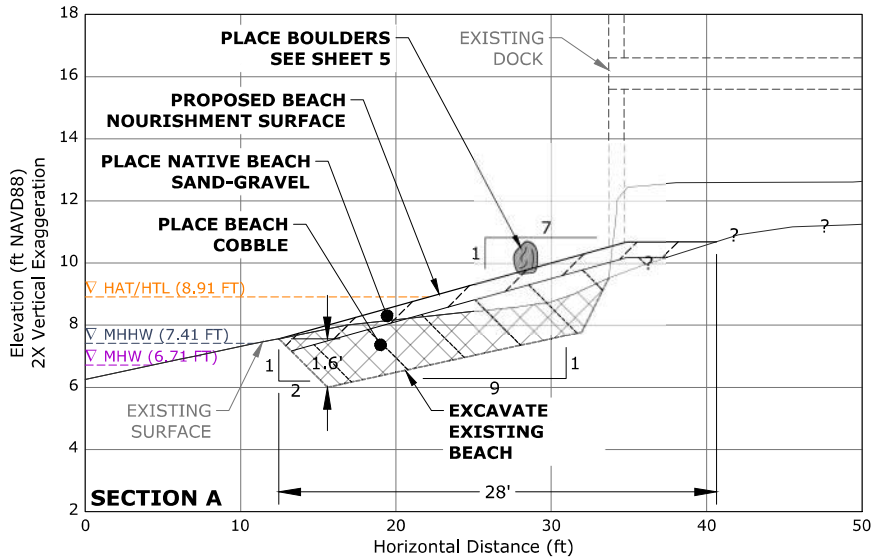 18
16
14
12
10
8
6
4
2
Elevation (ft NAVD88)
2X Vertical Exaggeration
PLACE BOULDERS
SEE SHEET 5
EXISTING
DOCK
PROPOSED BEACH
NOURISHMENT SURFACE
PLACE NATIVE BEACH
SAND-GRAVEL
PLACE BEACH
COBBLE
7
1
?
?
?
HAT/HTL (8.91 FT)
MHHW (7.41 FT)
MHW (6.71 FT)
1
2
1.6'
9
1
EXISTING
SURFACE
EXCAVATE
EXISTING
BEACH
28'
SECTION A
0
10
20
30
40
50
Horizontal Distance (ft)